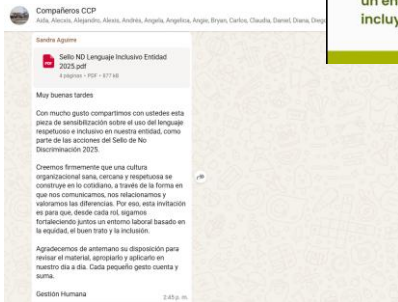 Compañeros CCP
Aida, Alecxis, Alejandro, Alexis, Andrés, Angela, Angelica, Angie, Bryan, Carlos, Claudia, Daniel, Diana, Diego
un en
incluy
Sandra Aguirre
Sello ND Lenguaje Inclusivo Entidad
2025.pdf
4 páginas • PDF • 977 kB
Muy buenas tardes
Con mucho gusto compartimos con ustedes esta
pieza de sensibilización sobre el uso del lenguaje
respetuoso e inclusivo en nuestra entidad, como
parte de las acciones del Sello de No
Discriminación 2025.
Creemos firmemente que una cultura
organizacional sana, cercana y respetuosa se
construye en lo cotidiano, a través de la forma en
que nos comunicamos, nos relacionamos y
valoramos las diferencias. Por eso, esta invitación
es para que, desde cada rol, sigamos
fortaleciendo juntos un entorno laboral basado en
la equidad, el buen trato y la inclusión.
Agradecemos de antemano su disposición para
revisar el material, apropiarlo y aplicarlo en
nuestro día a día. Cada pequeño gesto cuenta y
suma.
Gestión Humana
2:45 p. m.